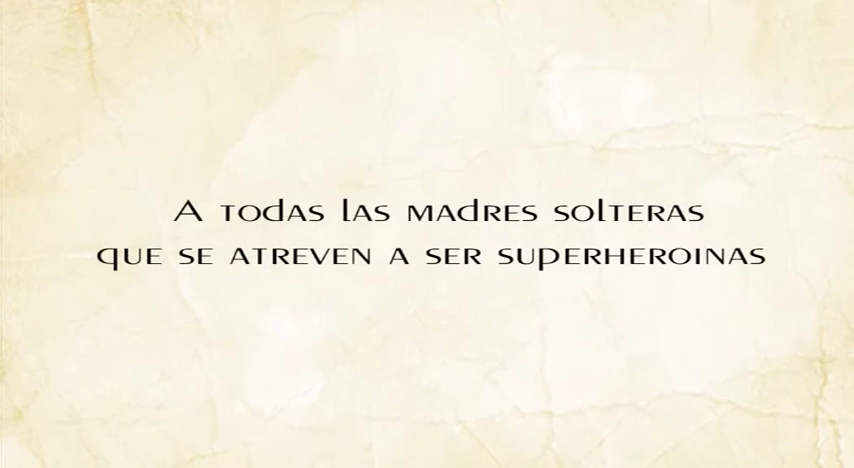 A todas las madres solteras
que se atreven a ser superheroinas